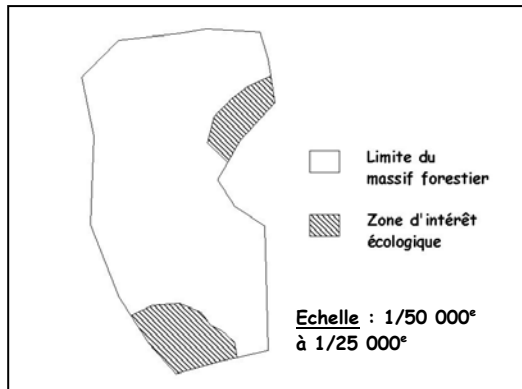 Limite du
massif forestier
Zone d'intérêt
écologique
Echelle : 1/50 000ᵉ
à 1/25 000ᵉ